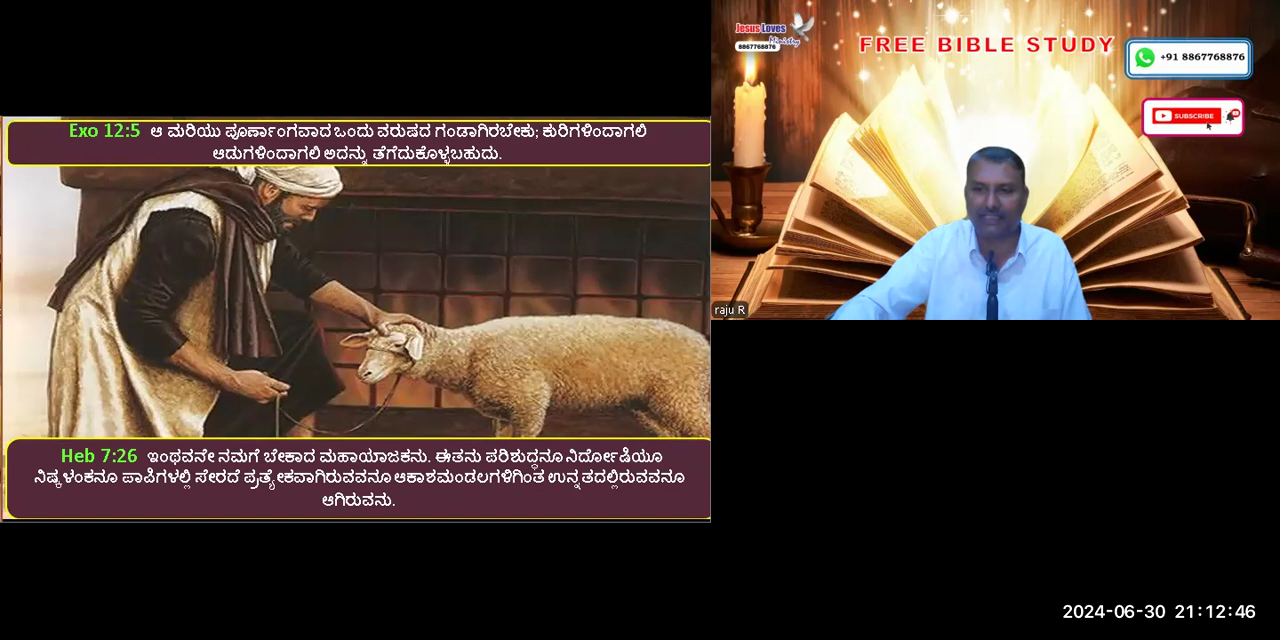 Exo 12:5 ಆ ಮರಿಯು ಪೂರ್ಣಾಂಗವಾದ ಒಂದು ವರುಷದ ಗಂಡಾಗಿರಬೇಕು; ಕುರಿಗಳಿಂದಾಗಲಿ
ಆಡುಗಳಿಂದಾಗಲಿ ಅದನ್ನು ತೆಗೆದುಕೊಳ್ಳಬಹುದು.
Heb 7:26 ಇಂಥವನೇ ನಮಗೆ ಬೇಕಾದ ಮಹಾಯಾಜಕನು. ಈತನು ಪರಿಶುದ್ಧನೂ ನಿರ್ದೋಷಿಯೂ
ನಿಷ್ಕಳಂಕನೂ ಪಾಪಿಗಳಲ್ಲಿ ಸೇರದೆ ಪ್ರತ್ಯೇಕವಾಗಿರುವವನೂ ಆಕಾಶಮಂಡಲಗಳಿಗಿಂತ ಉನ್ನತದಲ್ಲಿರುವವನೂ
ಆಗಿರುವನು.
Jesus Loves
Ministry
8867768876
FREE BIBLE STUDY
+91 8867768876
SUBSCRIBE
raju R
2024-06-30 21:12:46